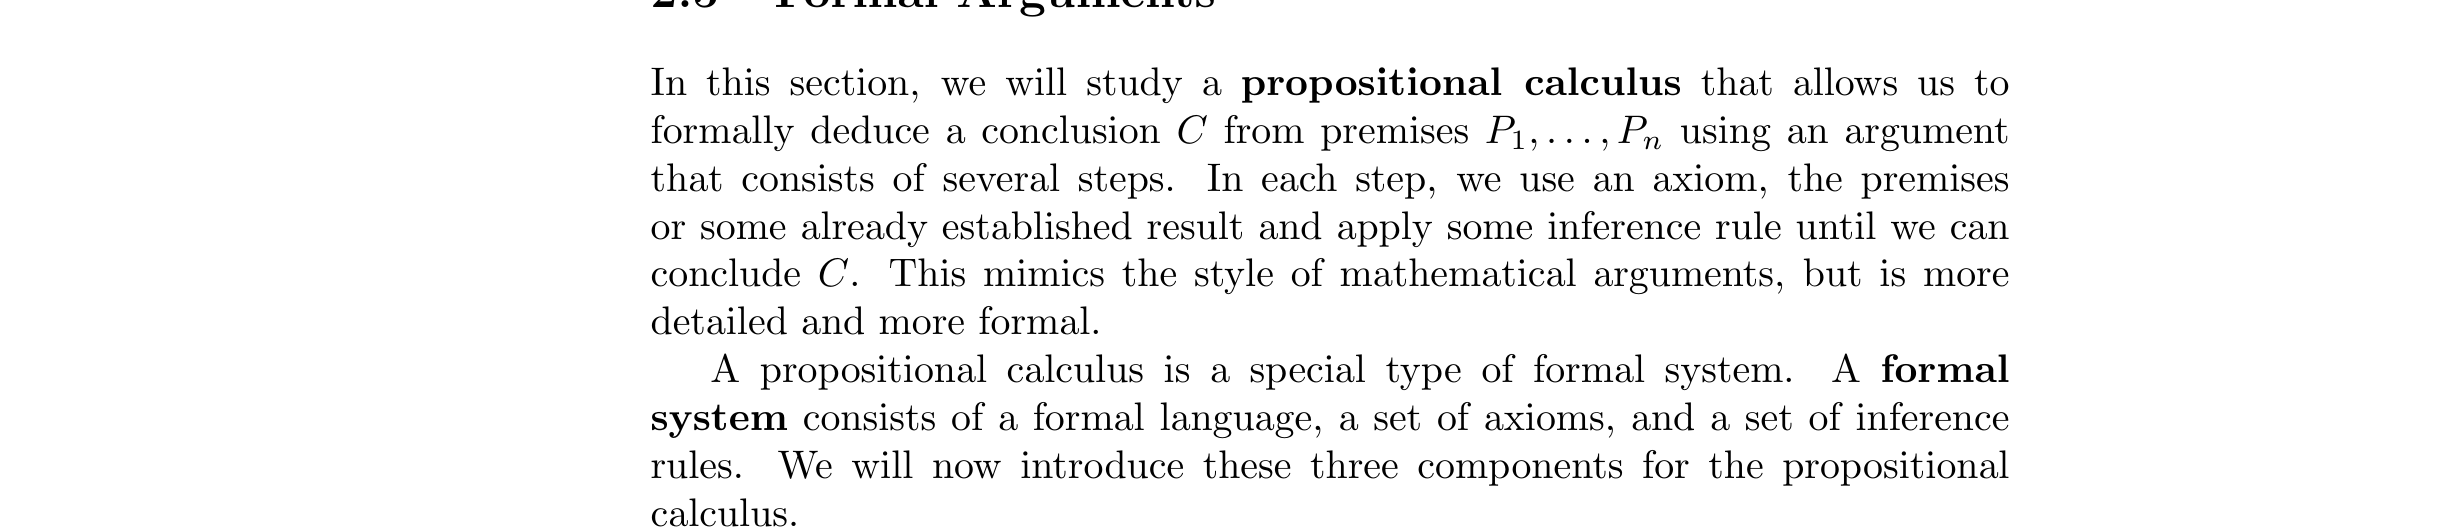 Formal Arguments
In this section, we will study a propositional calculus that allows us to
formally deduce a conclusion C from premises P₁, . . . , Pₙ using an argument
that consists of several steps. In each step, we use an axiom, the premises
or some already established result and apply some inference rule until we can
conclude C. This mimics the style of mathematical arguments, but is more
detailed and more formal.
A propositional calculus is a special type of formal system. A formal
system consists of a formal language, a set of axioms, and a set of inference
rules. We will now introduce these three components for the propositional
calculus.